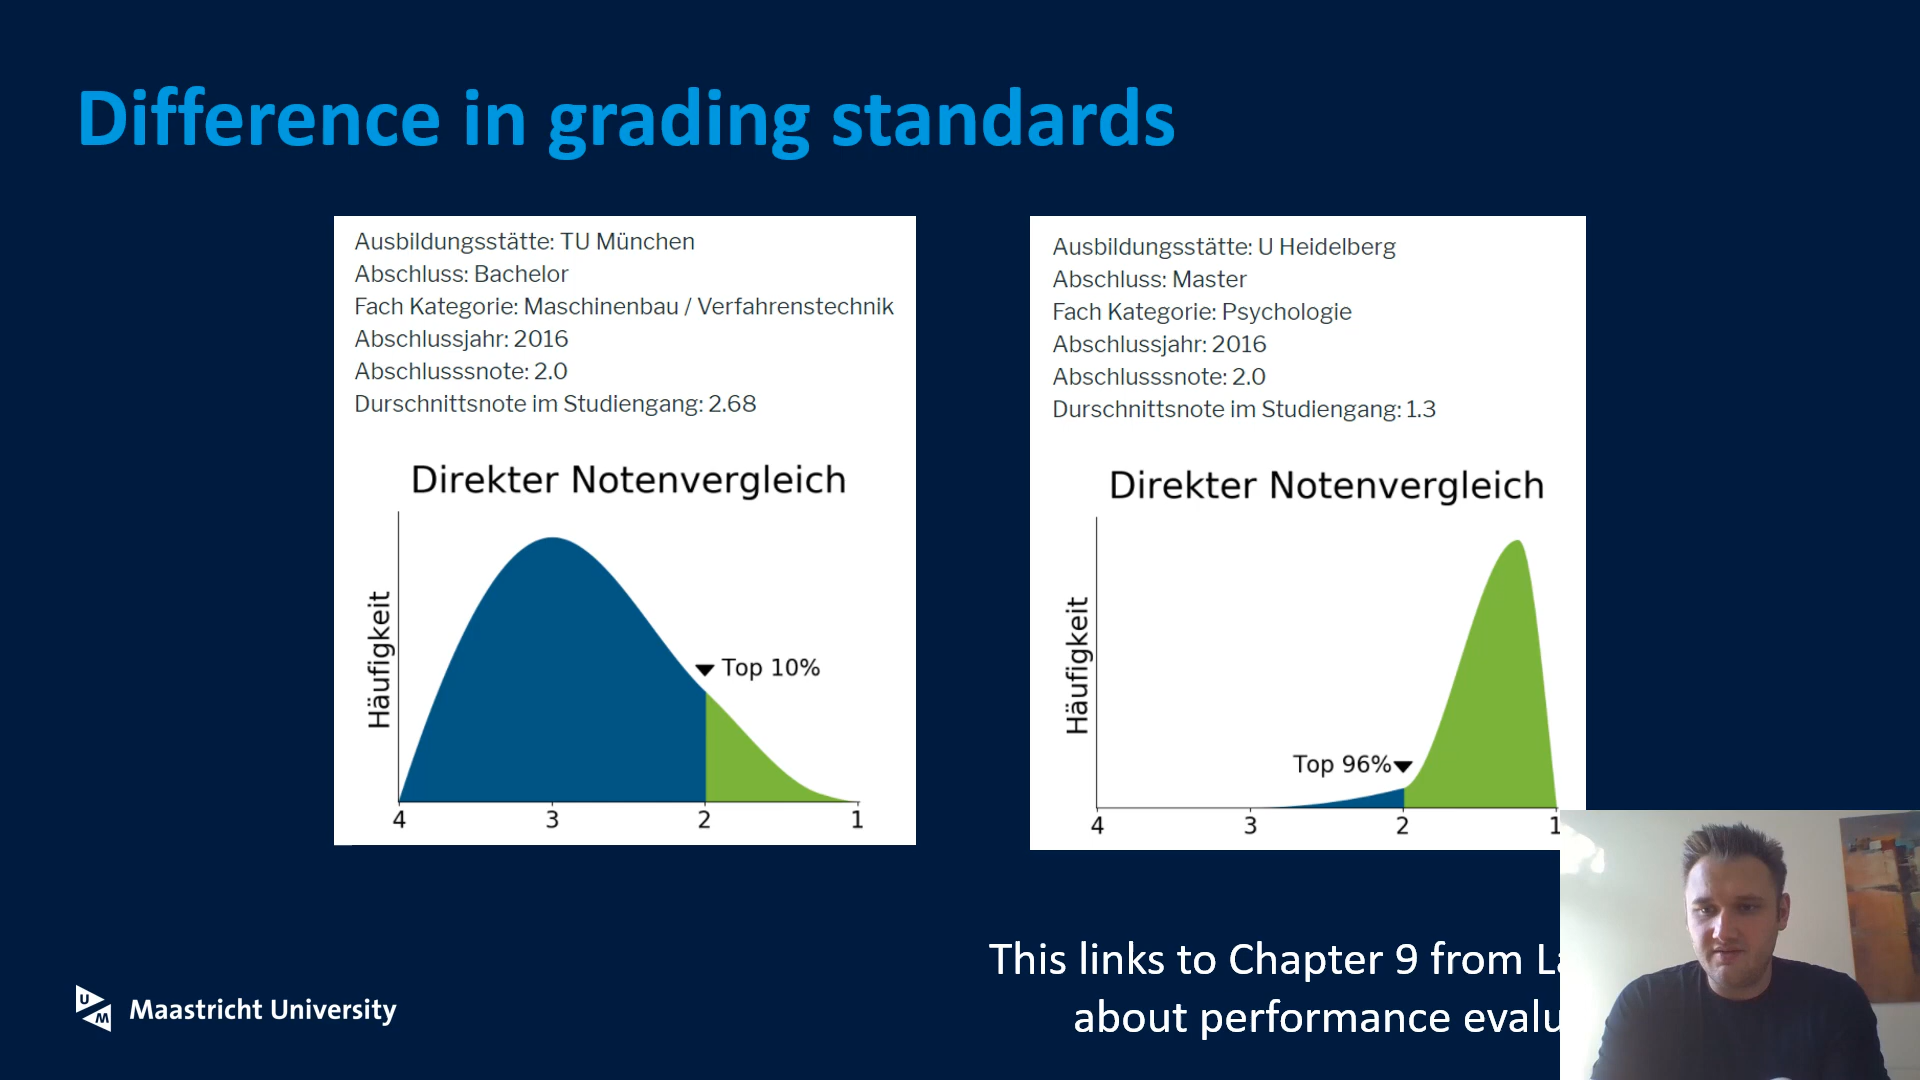 Difference in grading standards
Ausbildungsstätte: TU München
Abschluss: Bachelor
Fach Kategorie: Maschinenbau / Verfahrenstechnik
Abschlussjahr: 2016
Abschlusssnote: 2.0
Durschnittsnote im Studiengang: 2.68
Direkter Notenvergleich
Häufigkeit
Top 10%
4 3 2 1
Ausbildungsstätte: U Heidelberg
Abschluss: Master
Fach Kategorie: Psychologie
Abschlussjahr: 2016
Abschlusssnote: 2.0
Durschnittsnote im Studiengang: 1.3
Direkter Notenvergleich
Häufigkeit
Top 96%
4 3 2 1
This links to Chapter 9 from
about performance
UM Maastricht University